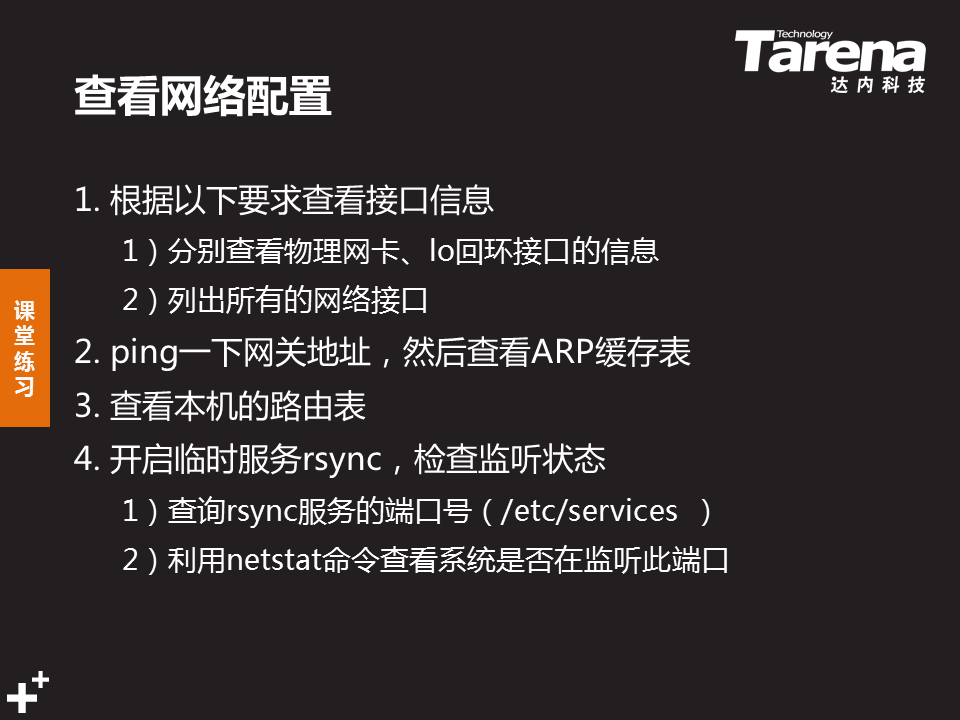 Technology
Tarena
达内科技
查看网络配置
1. 根据以下要求查看接口信息
1）分别查看物理网卡、lo回环接口的信息
2）列出所有的网络接口
课堂练习
2. ping一下网关地址，然后查看ARP缓存表
3. 查看本机的路由表
4. 开启临时服务rsync，检查监听状态
1）查询rsync服务的端口号（/etc/services ）
2）利用netstat命令查看系统是否在监听此端口